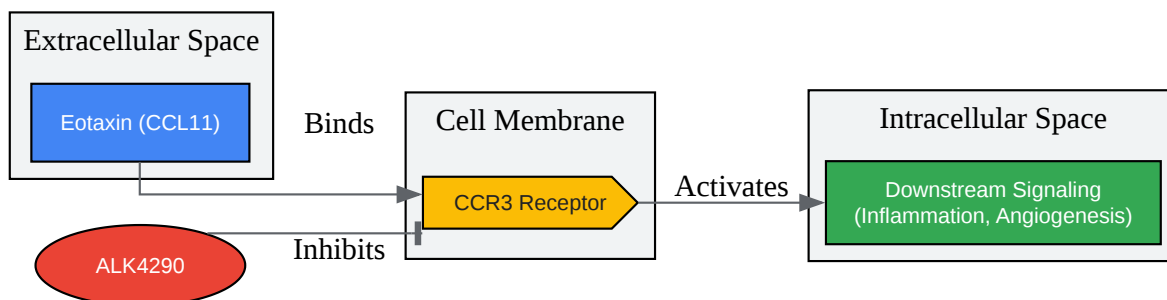 Extracellular Space
Eotaxin (CCL11)
Binds
Cell Membrane
CCR3 Receptor
Activates
Intracellular Space
Downstream Signaling
(Inflammation, Angiogenesis)
Inhibits
ALK4290